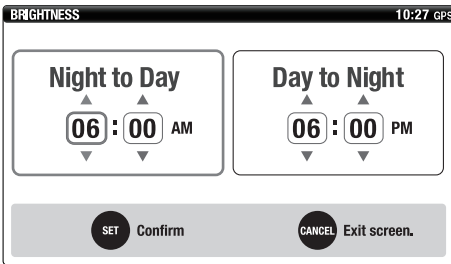 BRIGHTNESS 10:27 GPS
Night to Day Day to Night
06 : 00 AM 06 : 00 PM
SET Confirm CANCEL Exit screen.